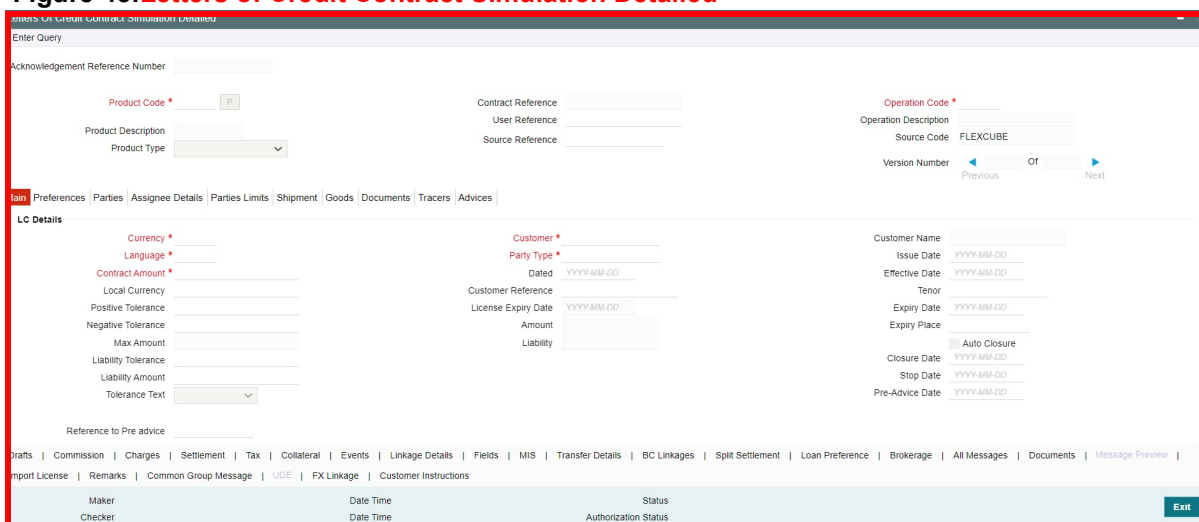 Letters Of Credit Contract Simulation Detailed
Enter Query
Acknowledgement Reference Number
Product Code * P Contract Reference Operation Code *
User Reference Operation Description
Product Description
Source Reference Source Code FLEXCUBE
Product Type
Version Number Of
Previous Next
Main Preferences Parties Assignee Details Parties Limits Shipment Goods Documents Tracers Advices
LC Details
Currency * Customer * Customer Name
Language * Party Type * Issue Date YYYY-MM-DD
Contract Amount * Dated YYYY-MM-DD Effective Date YYYY-MM-DD
Local Currency Customer Reference Tenor
Positive Tolerance License Expiry Date YYYY-MM-DD Expiry Date YYYY-MM-DD
Negative Tolerance Amount Expiry Place
Max Amount Liability Auto Closure
Liability Tolerance Closure Date YYYY-MM-DD
Liability Amount Stop Date YYYY-MM-DD
Tolerance Text Pre-Advice Date YYYY-MM-DD
Reference to Pre advice
Drafts | Commission | Charges | Settlement | Tax | Collateral | Events | Linkage Details | Fields | MIS | Transfer Details | BC Linkages | Split Settlement | Loan Preference | Brokerage | All Messages | Documents | Message Preview |
Import License | Remarks | Common Group Message | UDE | FX Linkage | Customer Instructions
Maker Date Time Status
Checker Date Time Authorization Status
Exit